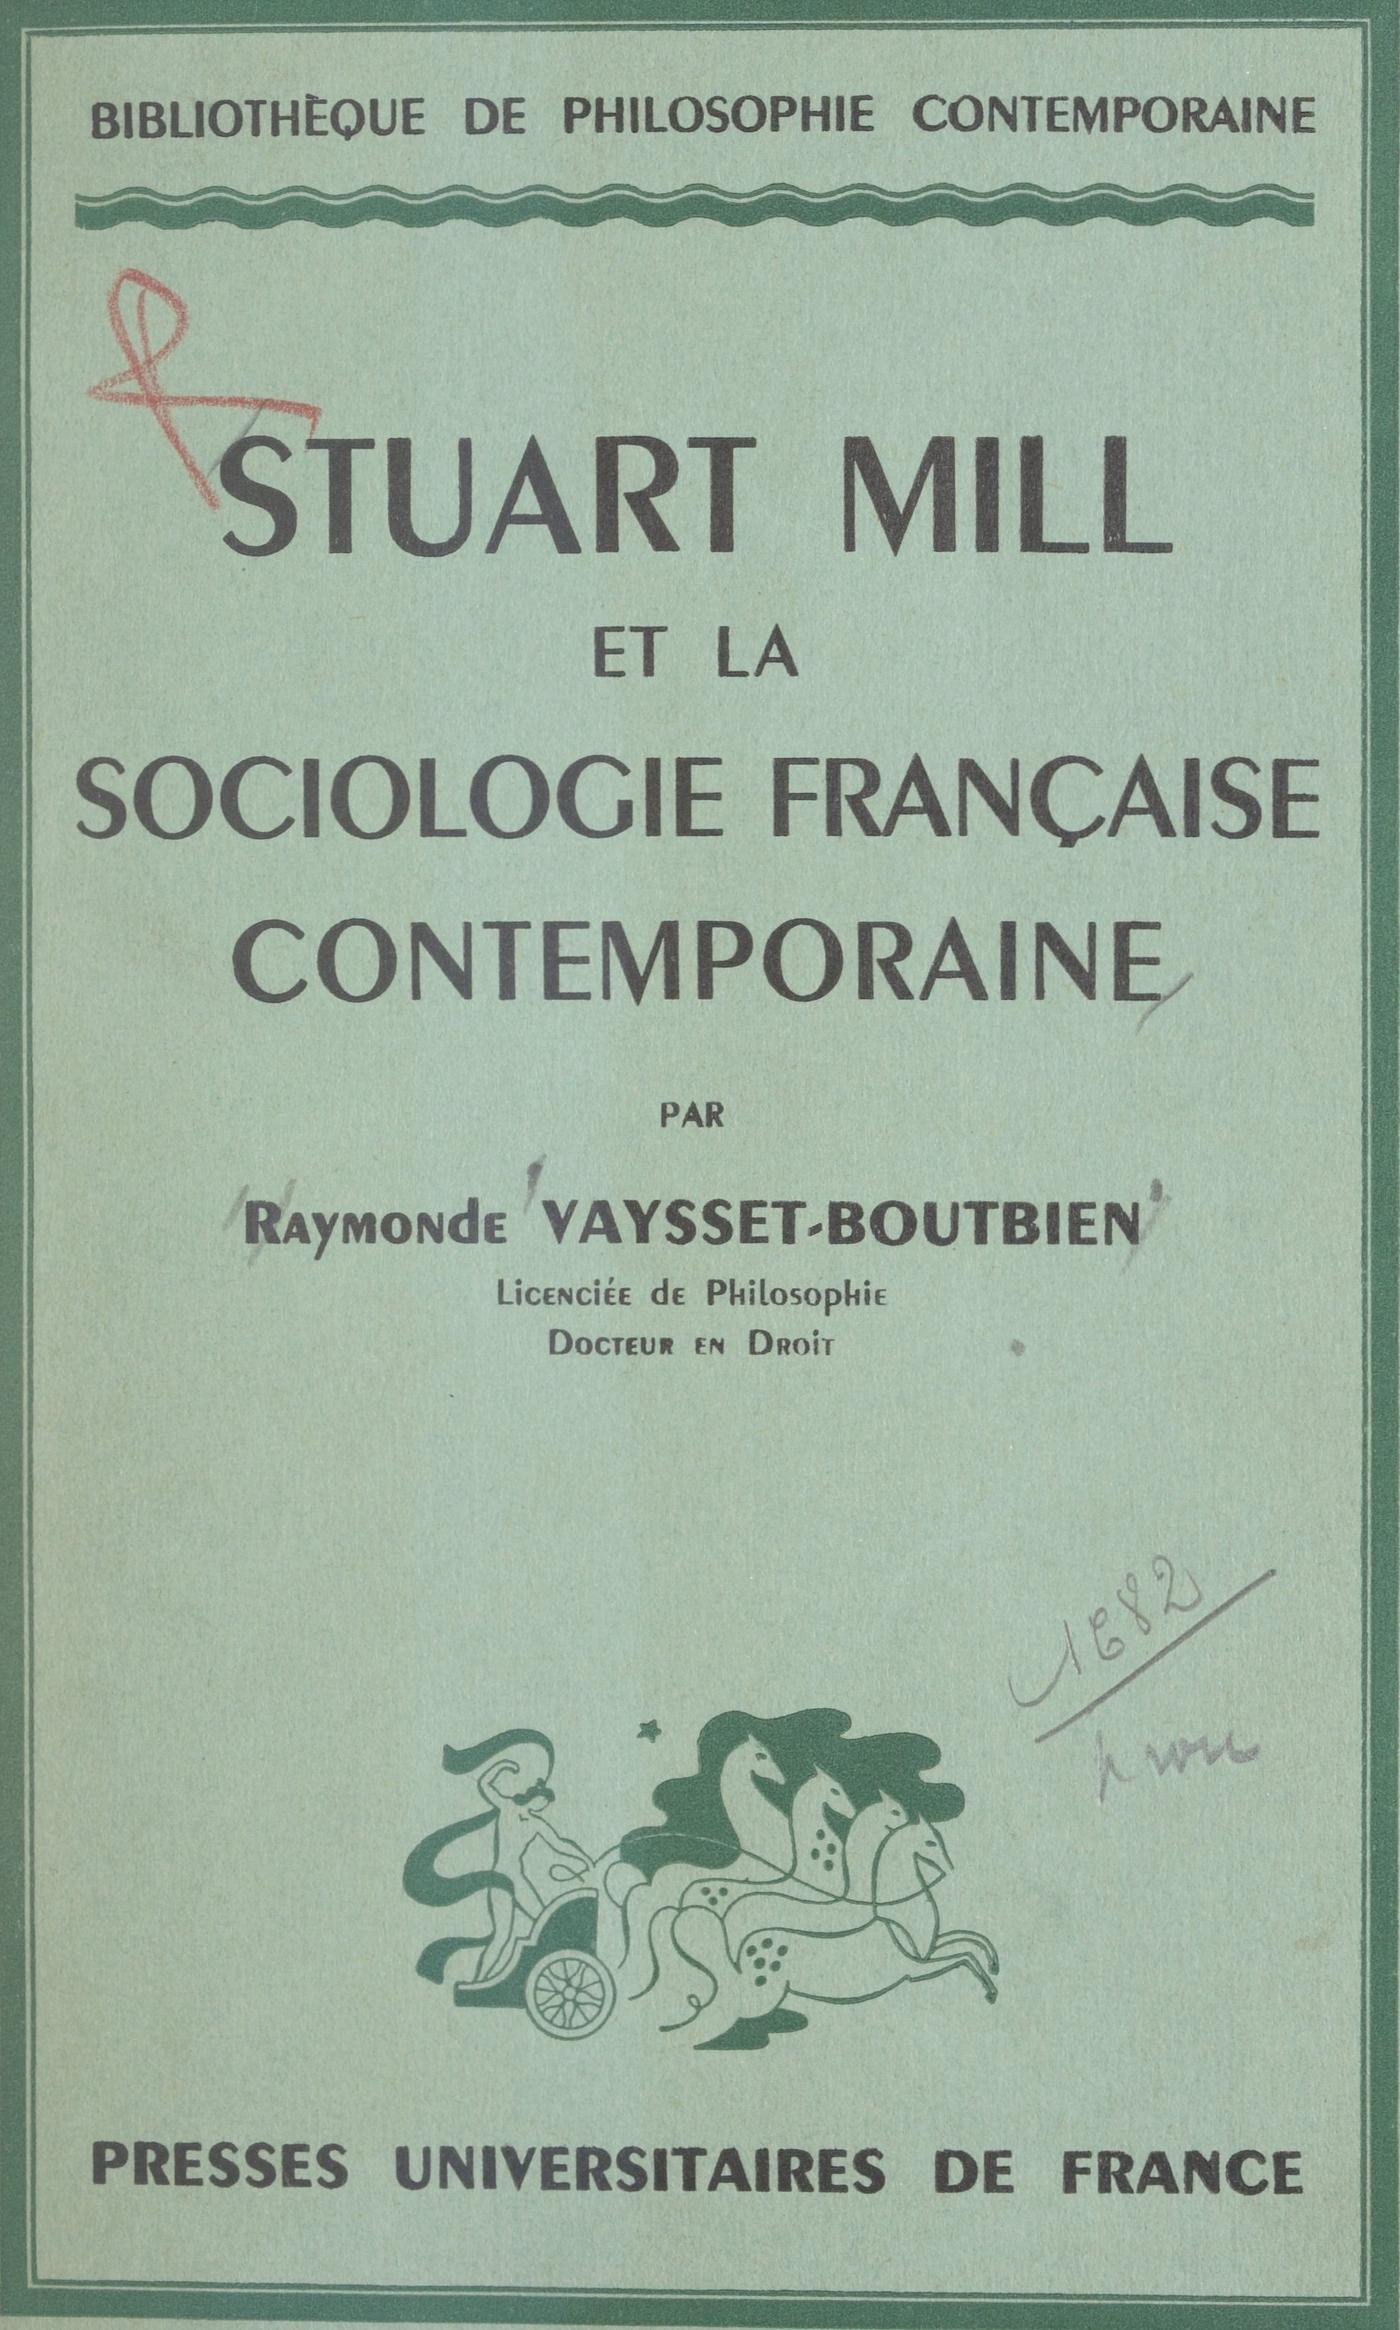 BIBLIOTHÈQUE DE PHILOSOPHIE CONTEMPORAINE
STUART MILL
ET LA
SOCIOLOGIE FRANÇAISE
CONTEMPORAINE
PAR
Raymonde VAYSSET-BOUTBIEN
Licenciée de Philosophie
Docteur en Droit
PRESSES UNIVERSITAIRES DE FRANCE